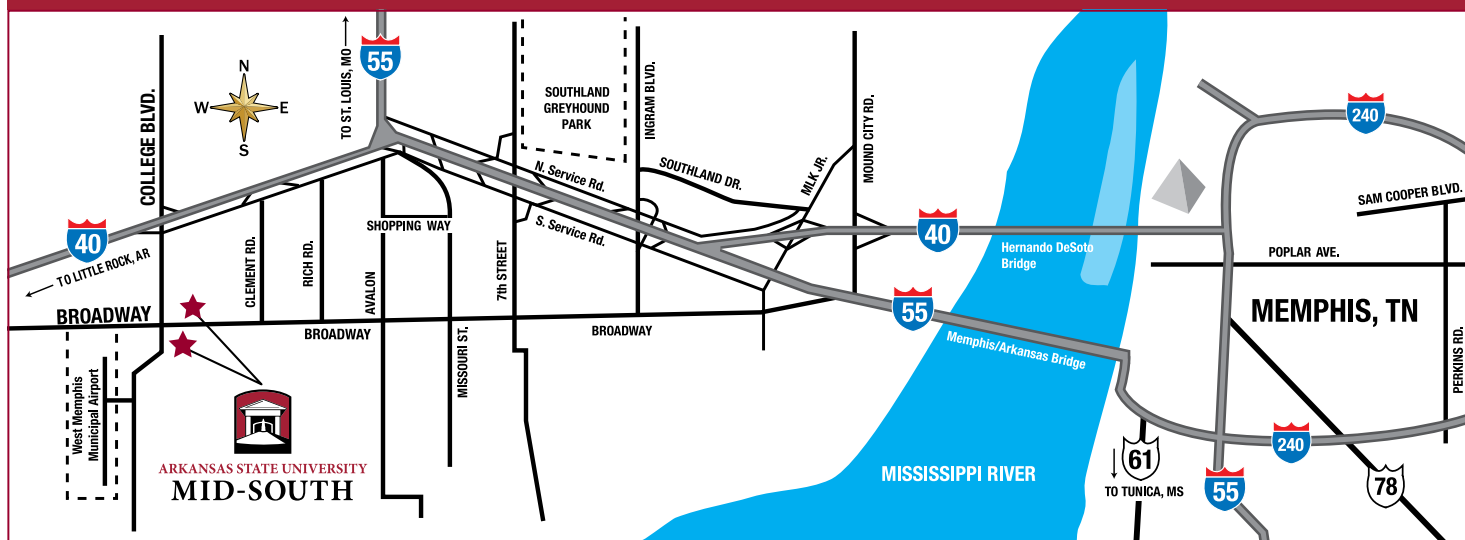 55
TO ST. LOUIS, MO
N
W
E
S
COLLEGE BLVD.
SOUTHLAND
GREYHOUND
PARK
INGRAM BLVD.
MOUND CITY RD.
240
N. Service Rd.
SOUTHLAND DR.
MLK JR.
SAM COOPER BLVD.
SHOPPING WAY
S. Service Rd.
40
40
Hernando DeSoto
Bridge
POPLAR AVE.
TO LITTLE ROCK, AR
CLEMENT RD.
RICH RD.
AVALON
7th STREET
BROADWAY
BROADWAY
BROADWAY
55
MEMPHIS, TN
Memphis/Arkansas Bridge
MISSOURI ST.
PERKINS RD.
West Memphis
Municipal Airport
ARKANSAS STATE UNIVERSITY
MID-SOUTH
MISSISSIPPI RIVER
61
TO TUNICA, MS
240
55
78